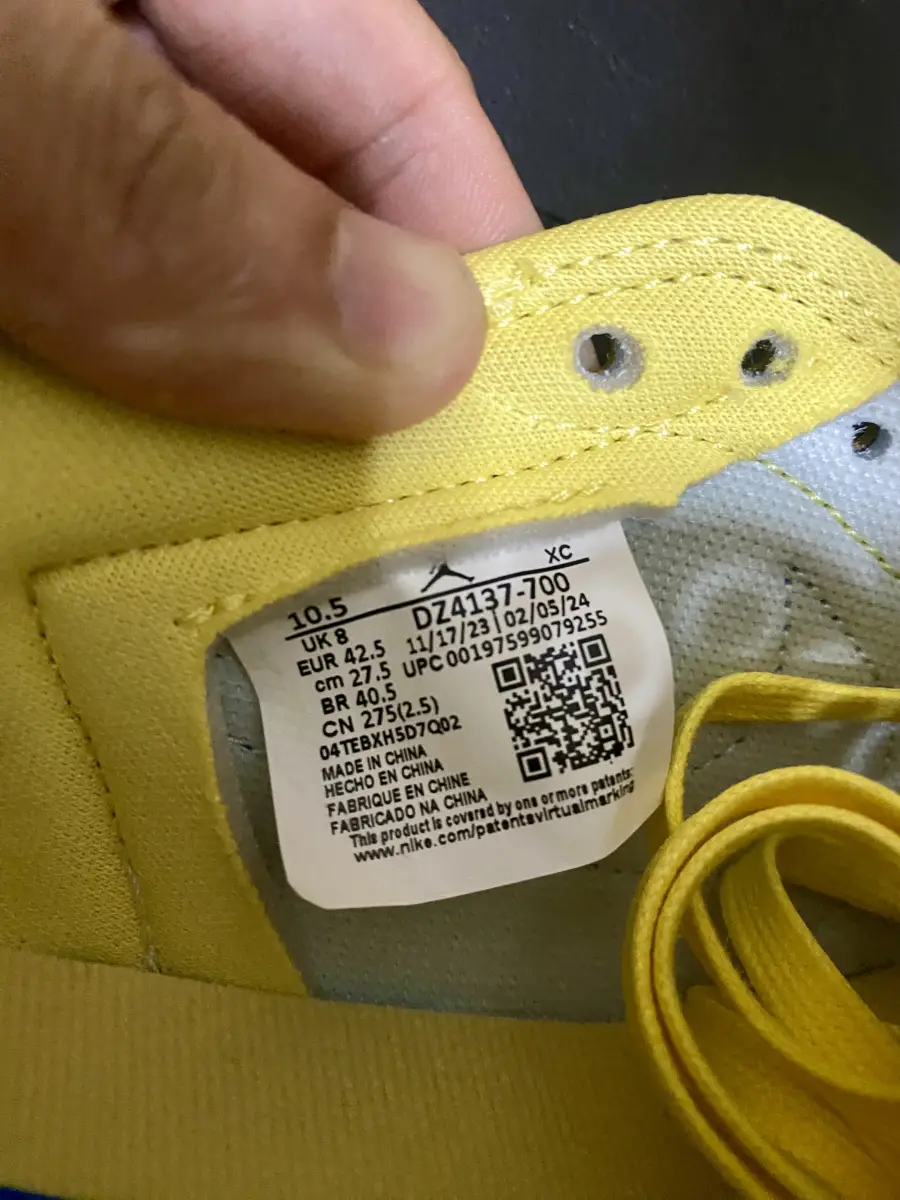 10.5 XC
UK 8 DZ4137-700
EUR 42.5 11/17/23 | 02/05/24
cm 27.5 UPC 00197599079255
BR 40.5
CN 275(2.5)
04TEBXH5D7Q02
MADE IN CHINA
HECHO EN CHINA
FABRIQUE EN CHINE
FABRICADO NA CHINA
This product is covered by one or more patents:
www.nike.com/patentsvirtualmarking